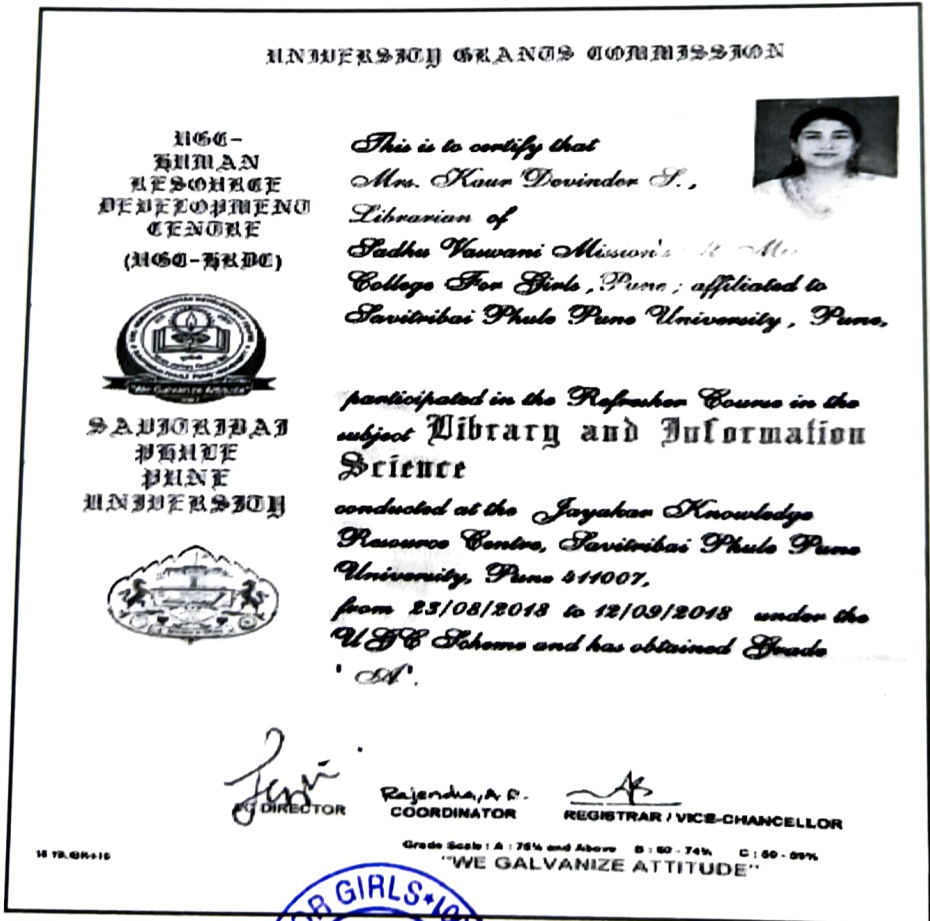 UNIVERSITY GRANTS COMMISSION
UGC-
HUMAN
RESOURCE
DEVELOPMENT
CENTRE
(UGC-HRDC)
"We Galvanize Attitude"
SAVITRIBAI
PHULE
PUNE
UNIVERSITY
This is to certify that
Mrs. Kaur Devinder S.,
Librarian of
Sadhu Vaswani Mission's
College For Girls, Pune; affiliated to
Savitribai Phule Pune University, Pune,
participated in the Refresher Course in the
subject Library and Information
Science
conducted at the Jayakar Knowledge
Resource Centre, Savitribai Phule Pune
University, Pune 411007,
from 23/08/2018 to 12/09/2018 under the
UGC Scheme and has obtained Grade
'A'.
DIRECTOR
Rajendra,
COORDINATOR
REGISTRAR / VICE-CHANCELLOR
Grade Scale : A : 75% and Above B : 60 - 74% C : 50 - 59%
"WE GALVANIZE ATTITUDE"
GIRLS